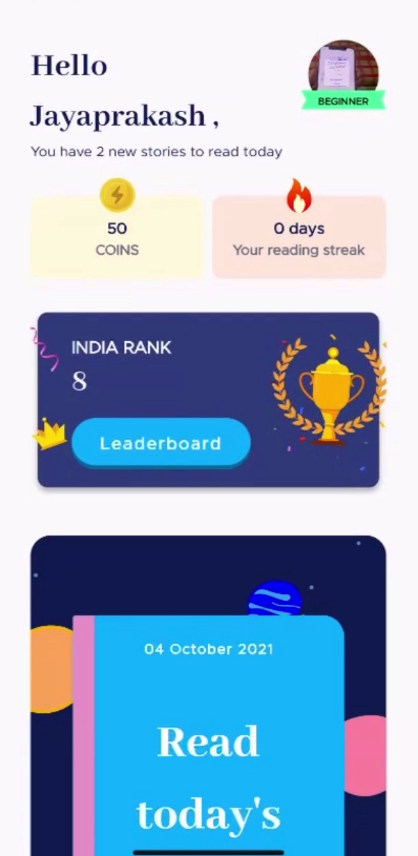 Hello
Jayaprakash ,
BEGINNER
You have 2 new stories to read today
50
COINS
0 days
Your reading streak
INDIA RANK
8
Leaderboard
04 October 2021
Read
today's